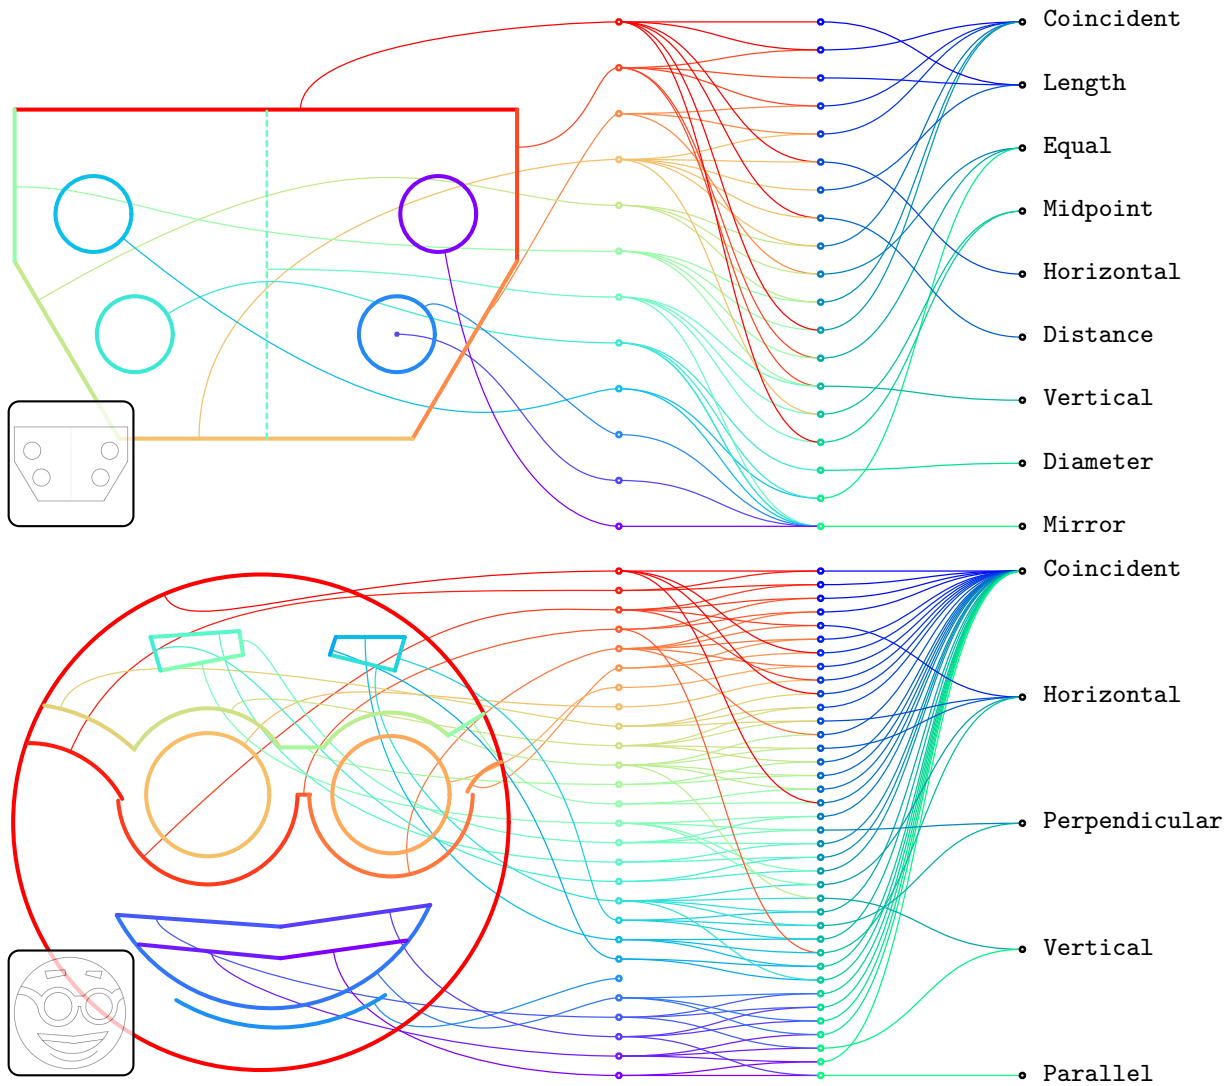 Coincident
Length
Equal
Midpoint
Horizontal
Distance
Vertical
Diameter
Mirror
Coincident
Horizontal
Perpendicular
Vertical
Parallel